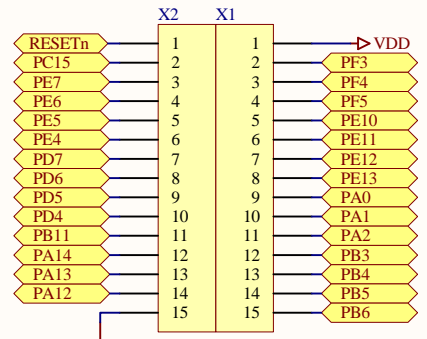 X2 X1
RESETn 1 1 VDD
PC15 2 2 PF3
PE7 3 3 PF4
PE6 4 4 PF5
PE5 5 5 PE10
PE4 6 6 PE11
PD7 7 7 PE12
PD6 8 8 PE13
PD5 9 9 PA0
PD4 10 10 PA1
PB11 11 11 PA2
PA14 12 12 PB3
PA13 13 13 PB4
PA12 14 14 PB5
15 15 PB6